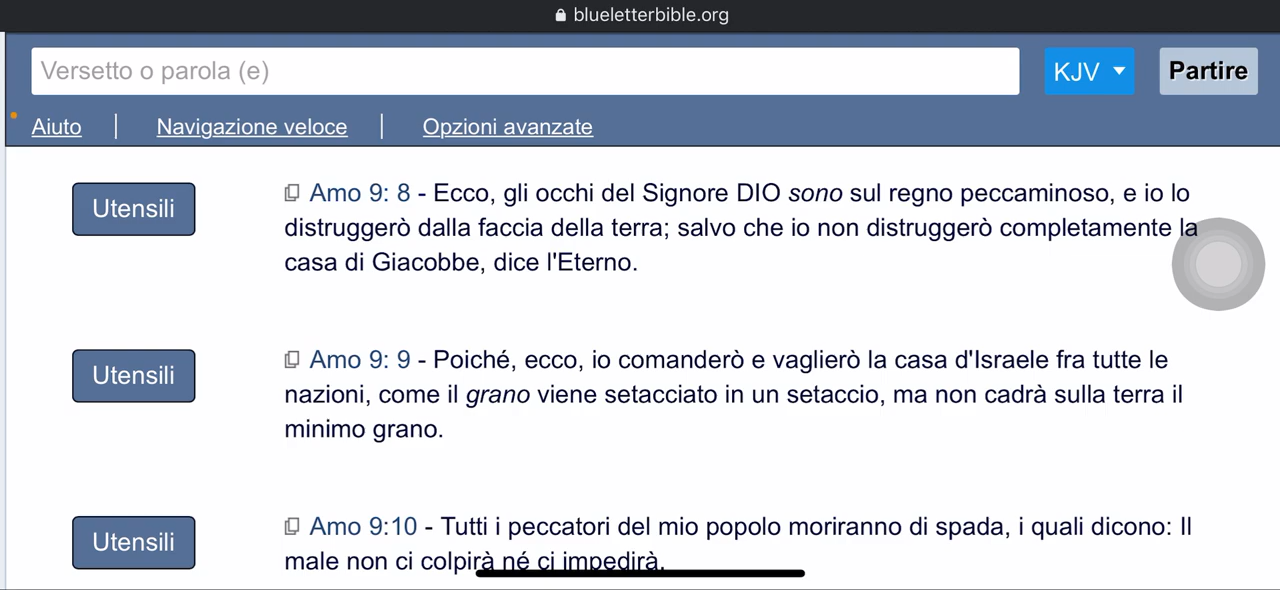 blueletterbible.org
Versetto o parola (e)
KJV
Partire
Aiuto | Navigazione veloce | Opzioni avanzate
Utensili
Amo 9: 8 - Ecco, gli occhi del Signore DIO sono sul regno peccaminoso, e io lo
distruggerò dalla faccia della terra; salvo che io non distruggerò completamente la
casa di Giacobbe, dice l'Eterno.
Utensili
Amo 9: 9 - Poiché, ecco, io comanderò e vaglierò la casa d'Israele fra tutte le
nazioni, come il grano viene setacciato in un setaccio, ma non cadrà sulla terra il
minimo grano.
Utensili
Amo 9:10 - Tutti i peccatori del mio popolo moriranno di spada, i quali dicono: Il
male non ci colpirà né ci impedirà.